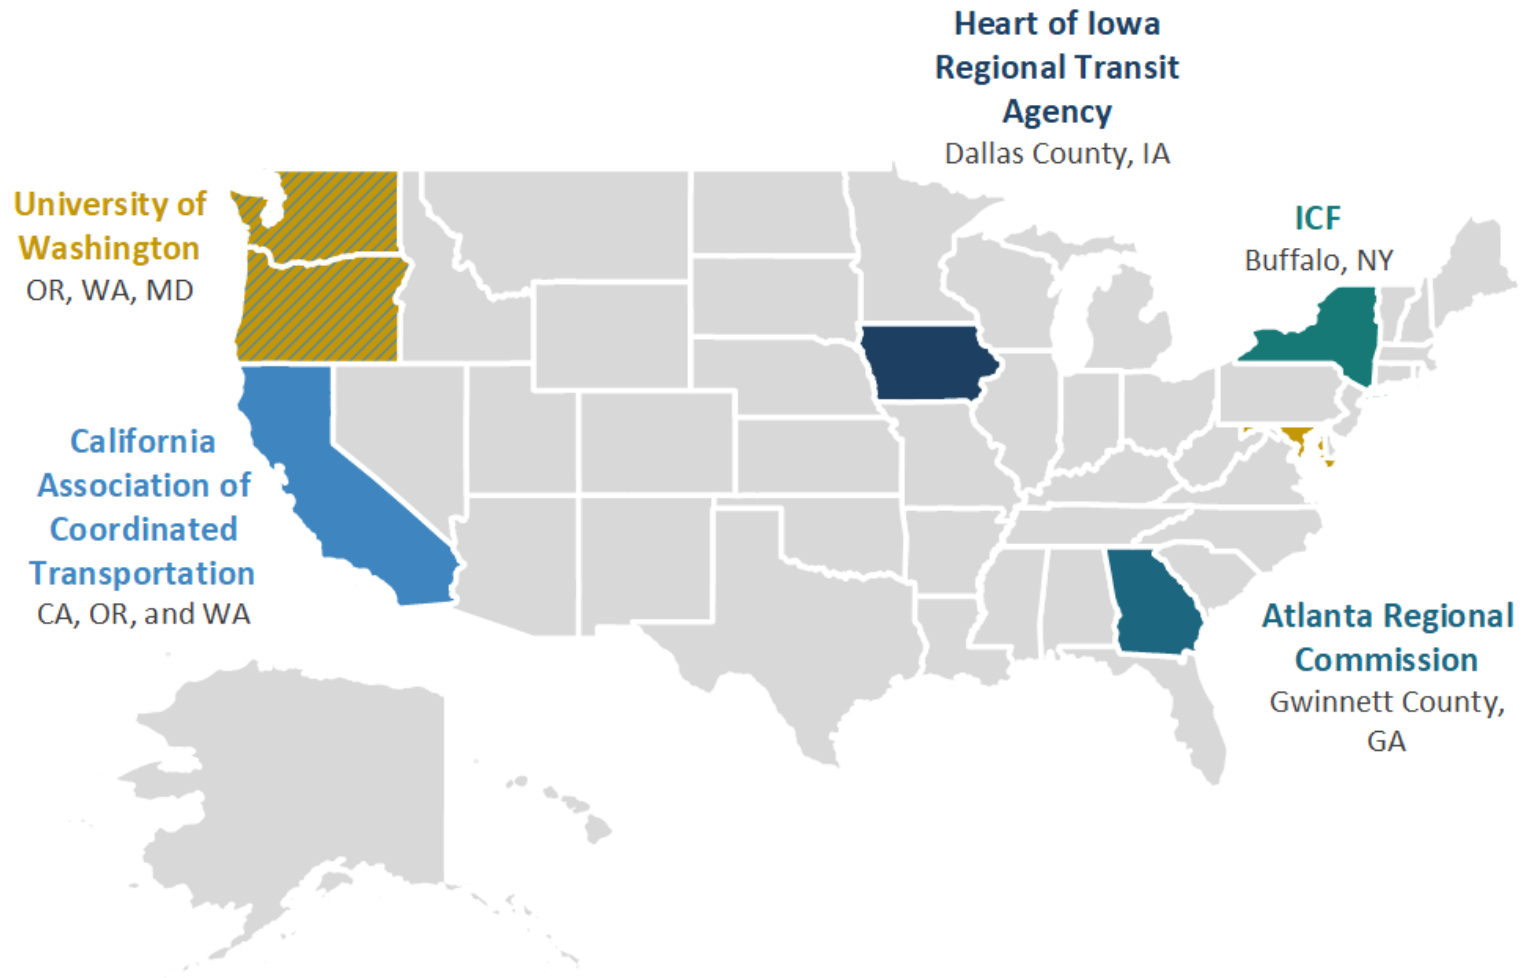 Heart of Iowa
Regional Transit
Agency
Dallas County, IA
University of
Washington
OR, WA, MD
ICF
Buffalo, NY
California
Association of
Coordinated
Transportation
CA, OR, and WA
Atlanta Regional
Commission
Gwinnett County,
GA